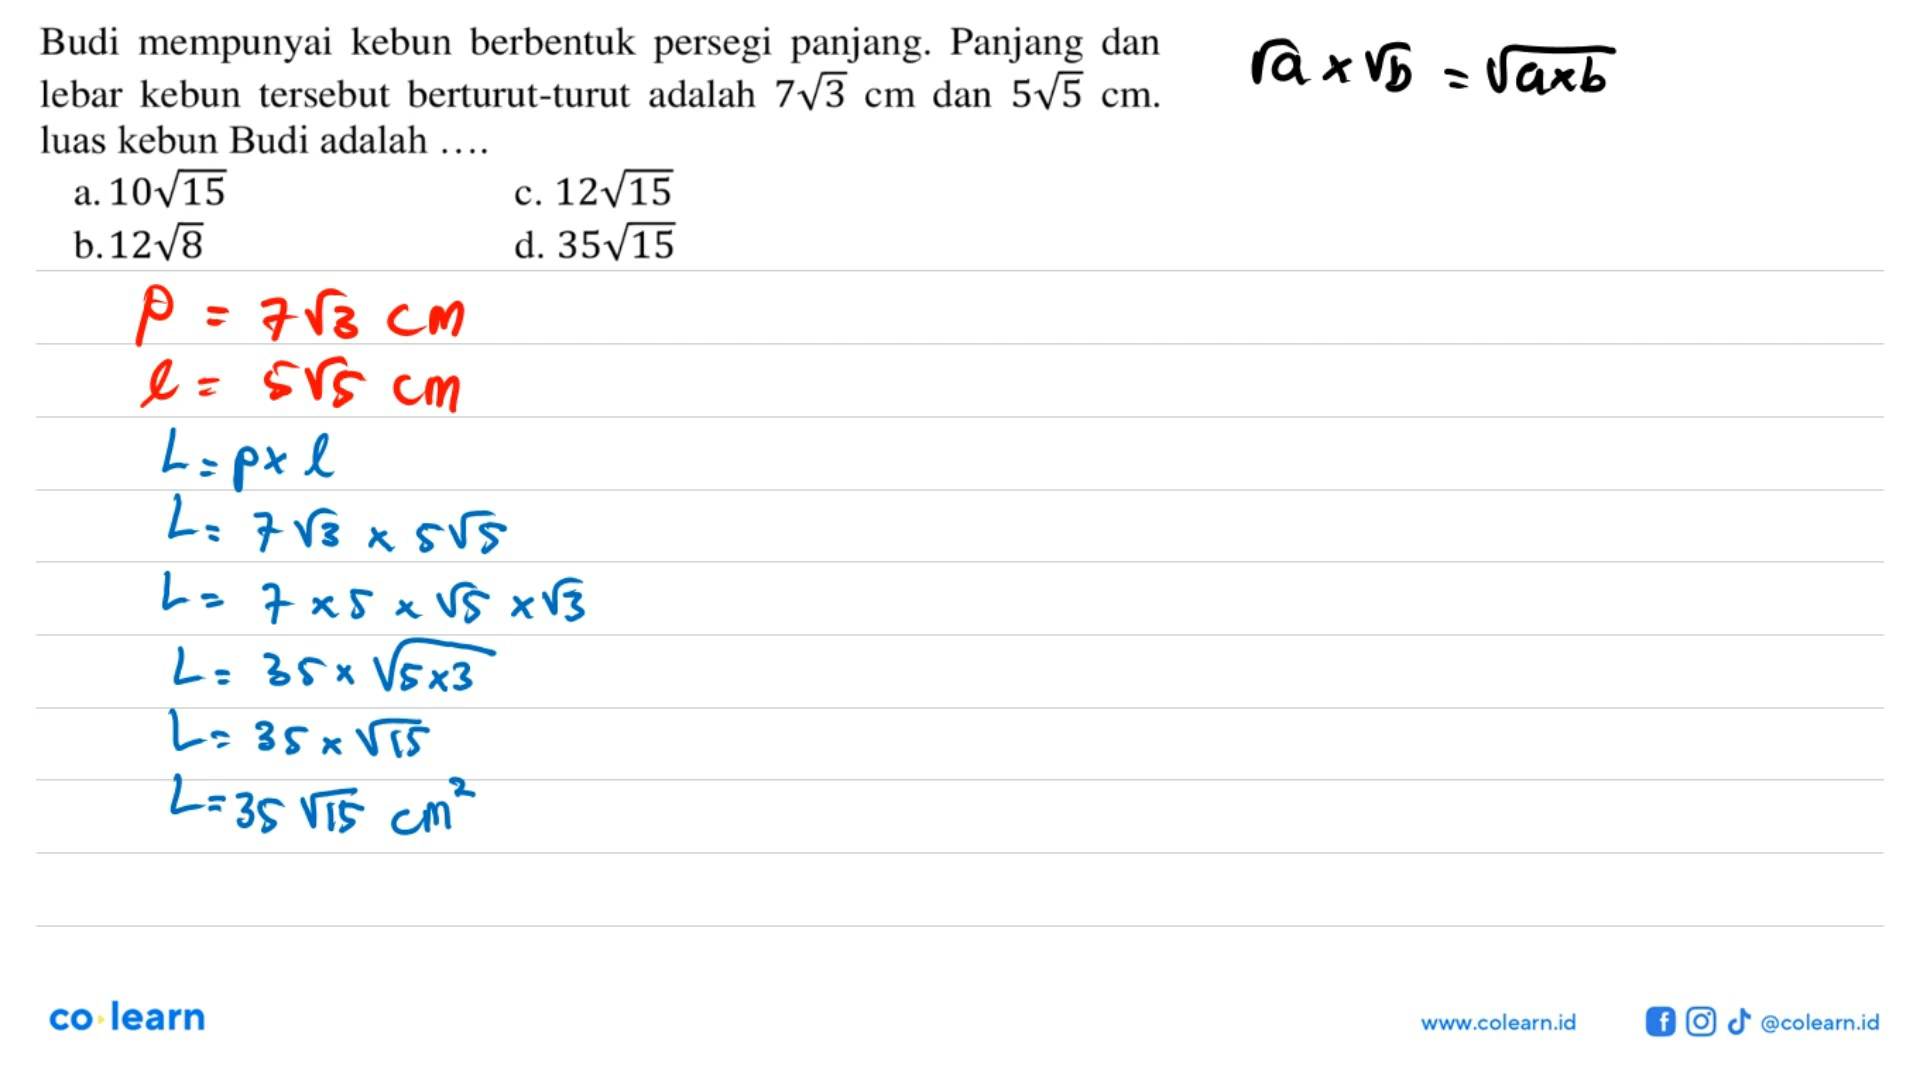 Budi mempunyai kebun berbentuk persegi panjang. Panjang dan
lebar kebun tersebut berturut-turut adalah 7√3 cm dan 5√5 cm.
luas kebun Budi adalah ....
a. 10√15
b. 12√8
c. 12√15
d. 35√15
√a × √b = √a×b
p = 7√3 cm
l = 5√5 cm
L = p × l
L = 7√3 × 5√5
L = 7 × 5 × √5 × √3
L = 35 × √5×3
L = 35 × √15
L = 35√15 cm²
co learn
www.colearn.id
@colearn.id